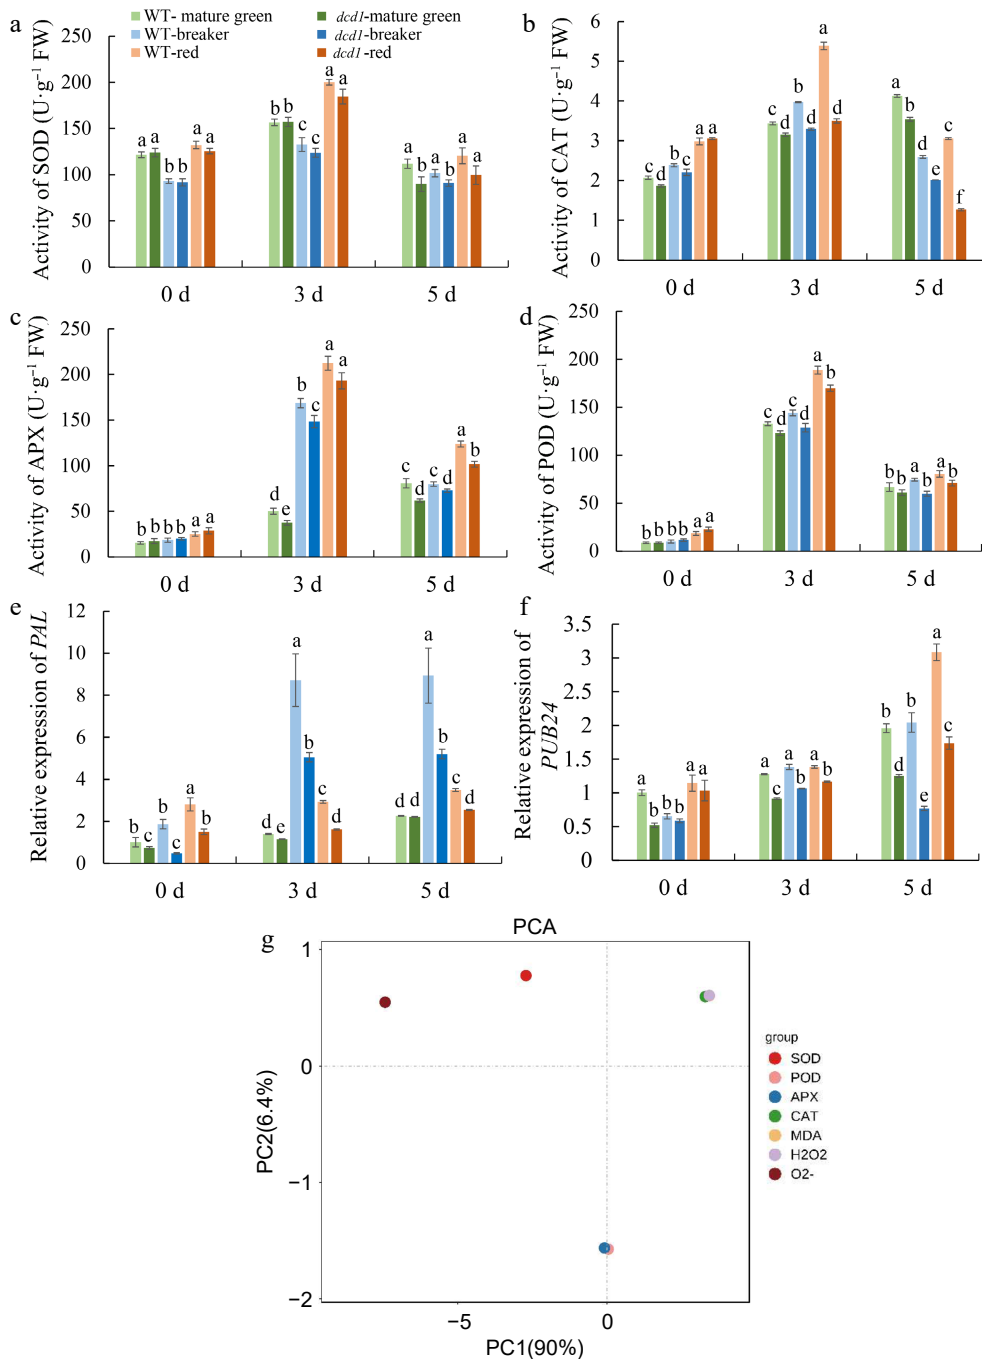 a
WT- mature green
dcd1-mature green
WT-breaker
dcd1-breaker
WT-red
dcd1-red
Activity of SOD (U·g⁻¹ FW)
250
200
150
100
50
0
a a b b a a
b b c c a a
a b a b a a
0 d 3 d 5 d
b
Activity of CAT (U·g⁻¹ FW)
6
5
4
3
2
1
0
c d b c a a
c d b d a d
a b d e c f
0 d 3 d 5 d
c
Activity of APX (U·g⁻¹ FW)
250
200
150
100
50
0
b b b b a a
d e b c a a
c d c d a b
0 d 3 d 5 d
d
Activity of POD (U·g⁻¹ FW)
250
200
150
100
50
0
b b b b a a
c d c d a b
b b a b a b
0 d 3 d 5 d
e
Relative expression of PAL
12
10
8
6
4
2
0
c c b c a b
d e a b c d
d d a b c d
0 d 3 d 5 d
f
Relative expression of
PUB24
3.5
3
2.5
2
1.5
1
0.5
0
a b b b a a
b c a b a b
b d b e a c
0 d 3 d 5 d
g
PCA
PC2(6.4%)
1
0
−1
−2
−5 0
PC1(90%)
group
SOD
POD
APX
CAT
MDA
H2O2
O2-